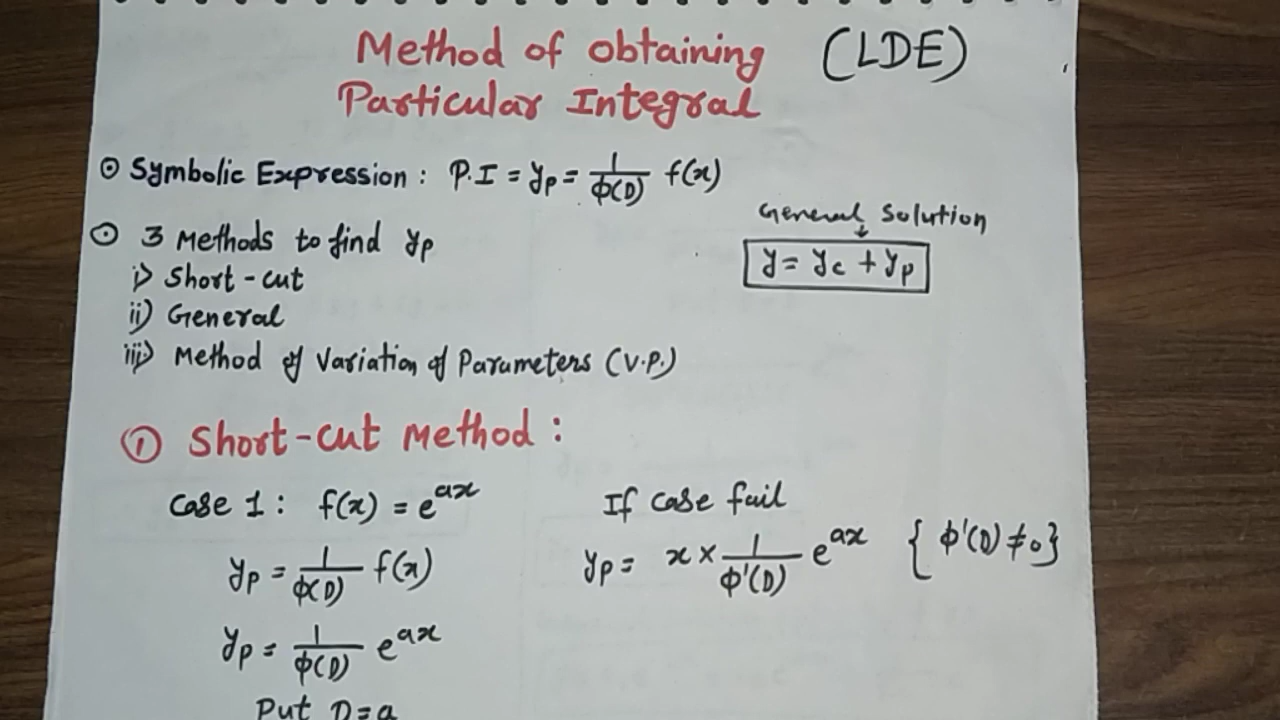 Method of obtaining (LDE)
Particular Integral
⊙ Symbolic Expression : P.I = yp = 1/ϕ(D) f(x)
General Solution
⊙ 3 Methods to find yp
y = yc + yp
i) Short-cut
ii) General
iii) Method of Variation of Parameters (V.P.)
① Short-cut Method :
Case 1 : f(x) = e^ax
If case fail
yp = 1/ϕ(D) f(x)
yp = x × 1/ϕ'(D) e^ax { ϕ'(D) ≠ 0 }
yp = 1/ϕ(D) e^ax
Put D = a